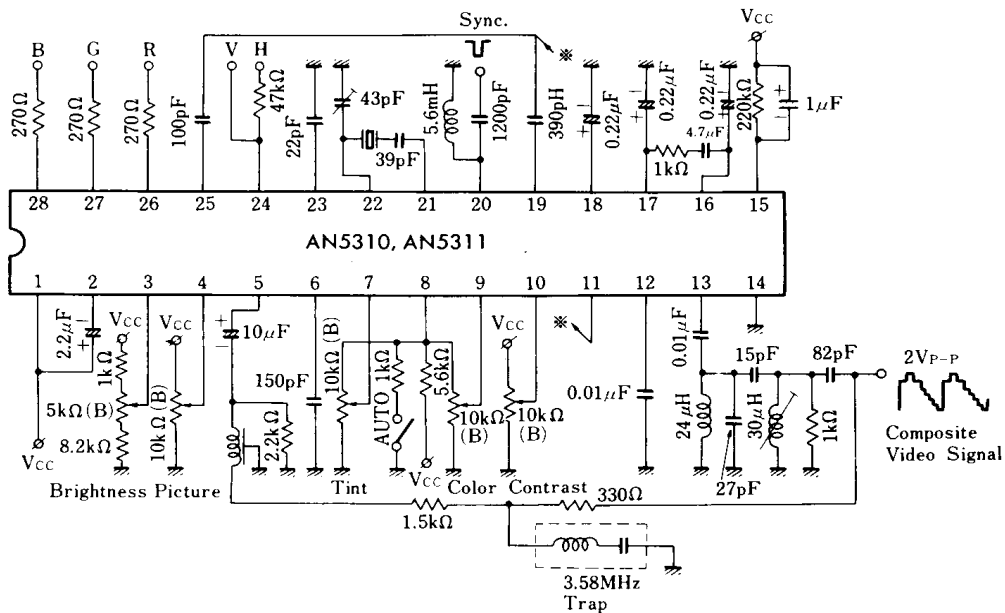 Sync.
VCC
B G R V H
※
270Ω
270Ω
270Ω
100pF
47kΩ
22pF
43pF
39pF
5.6mH
1200pF
390pH
0.22μF
0.22μF
0.22μF
4.7μF
1kΩ
220kΩ
1μF
+
−
28 27 26 25 24 23 22 21 20 19 18 17 16 15
AN5310, AN5311
1 2 3 4 5 6 7 8 9 10 11 12 13 14
2.2μF
VCC
VCC
10μF
VCC
※
0.01μF
1kΩ
5kΩ(B)
8.2kΩ
10kΩ(B)
VCC
2.2kΩ
150pF
10kΩ(B)
AUTO
1kΩ
5.6kΩ
VCC
10kΩ
(B)
10kΩ
(B)
0.01μF
15pF
82pF
24μH
27pF
30μH
1kΩ
2VP-P
Composite
Video Signal
Brightness Picture Tint Color Contrast
330Ω
1.5kΩ
3.58MHz
Trap